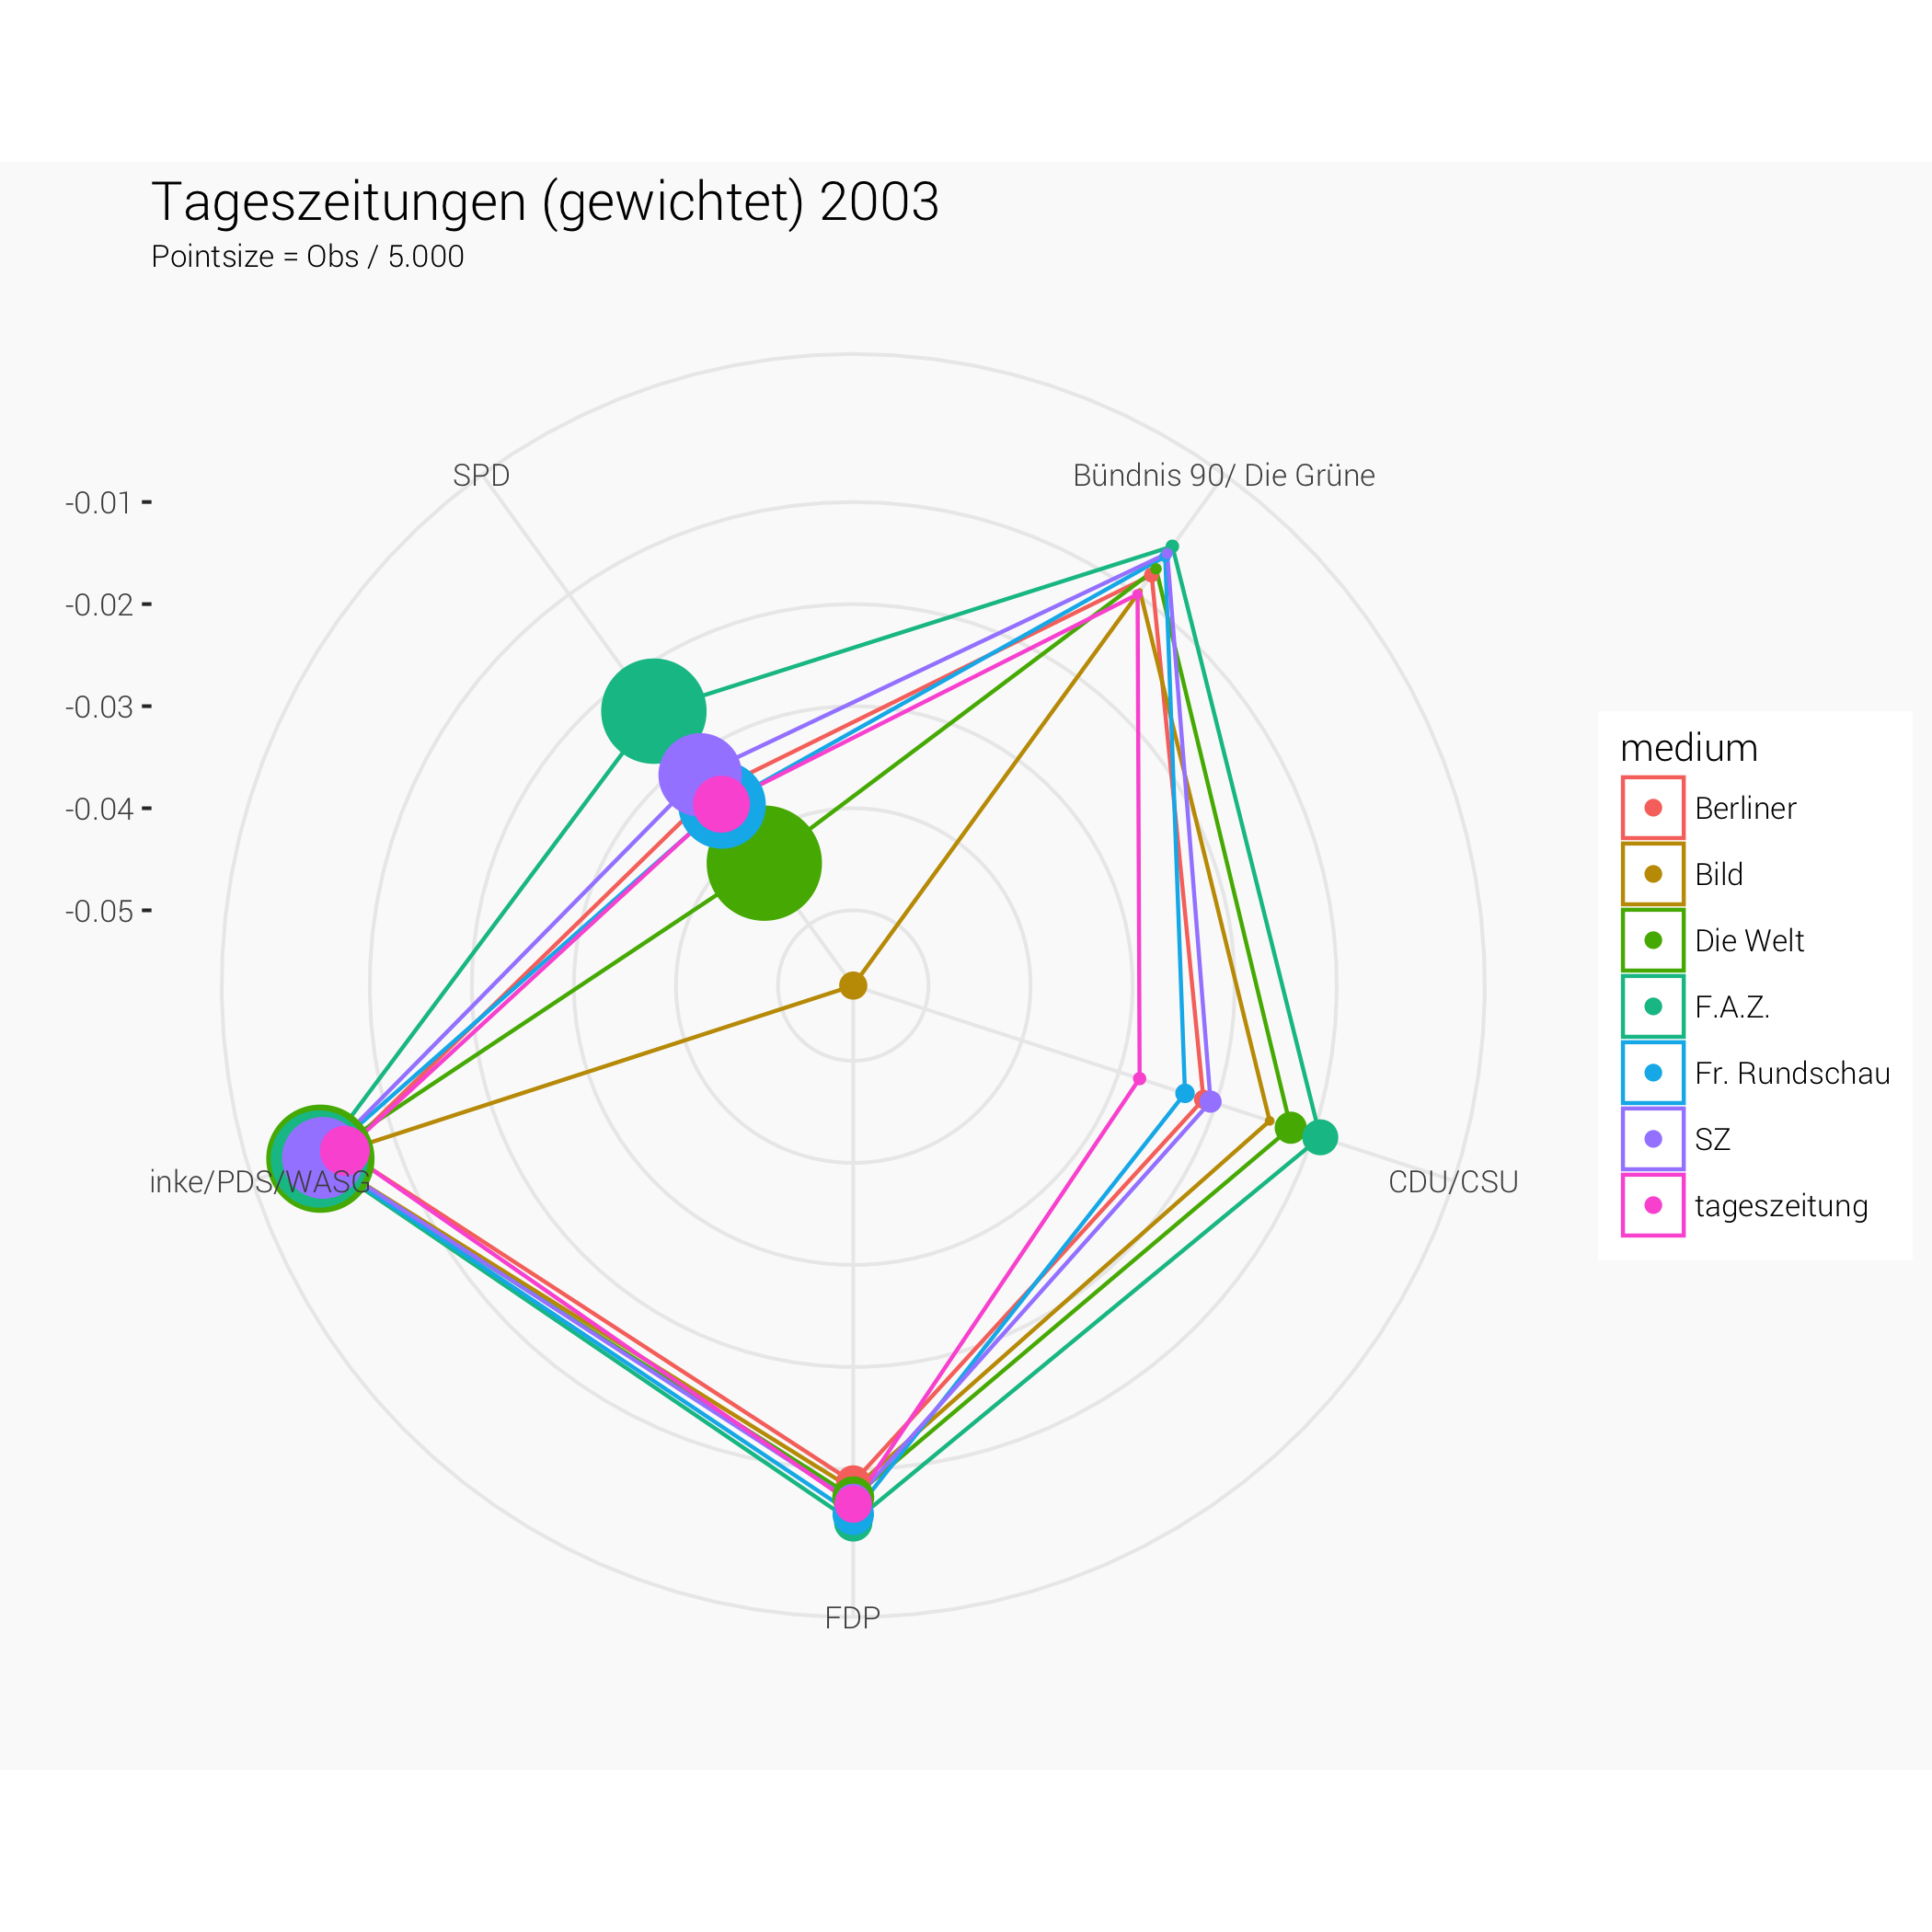 Tageszeitungen (gewichtet) 2003
Pointsize = Obs / 5.000
SPD
Bündnis 90/ Die Grüne
-0.01
-0.02
-0.03
-0.04
-0.05
medium
Berliner
Bild
Die Welt
F.A.Z.
Fr. Rundschau
SZ
tageszeitung
inke/PDS/WASG
CDU/CSU
FDP